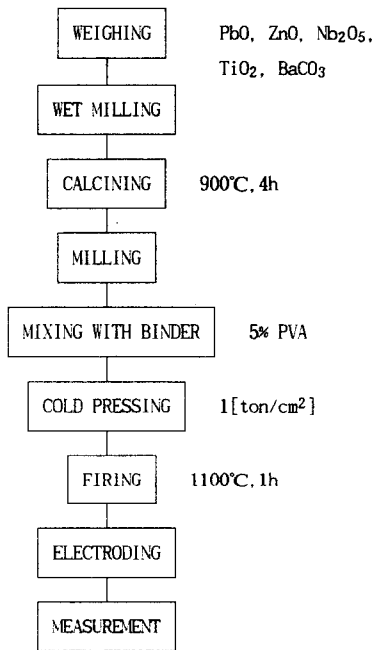 WEIGHING
PbO, ZnO, Nb₂O₅,
TiO₂, BaCO₃
WET MILLING
CALCINING 900℃, 4h
MILLING
MIXING WITH BINDER 5% PVA
COLD PRESSING 1[ton/cm²]
FIRING 1100℃, 1h
ELECTRODING
MEASUREMENT